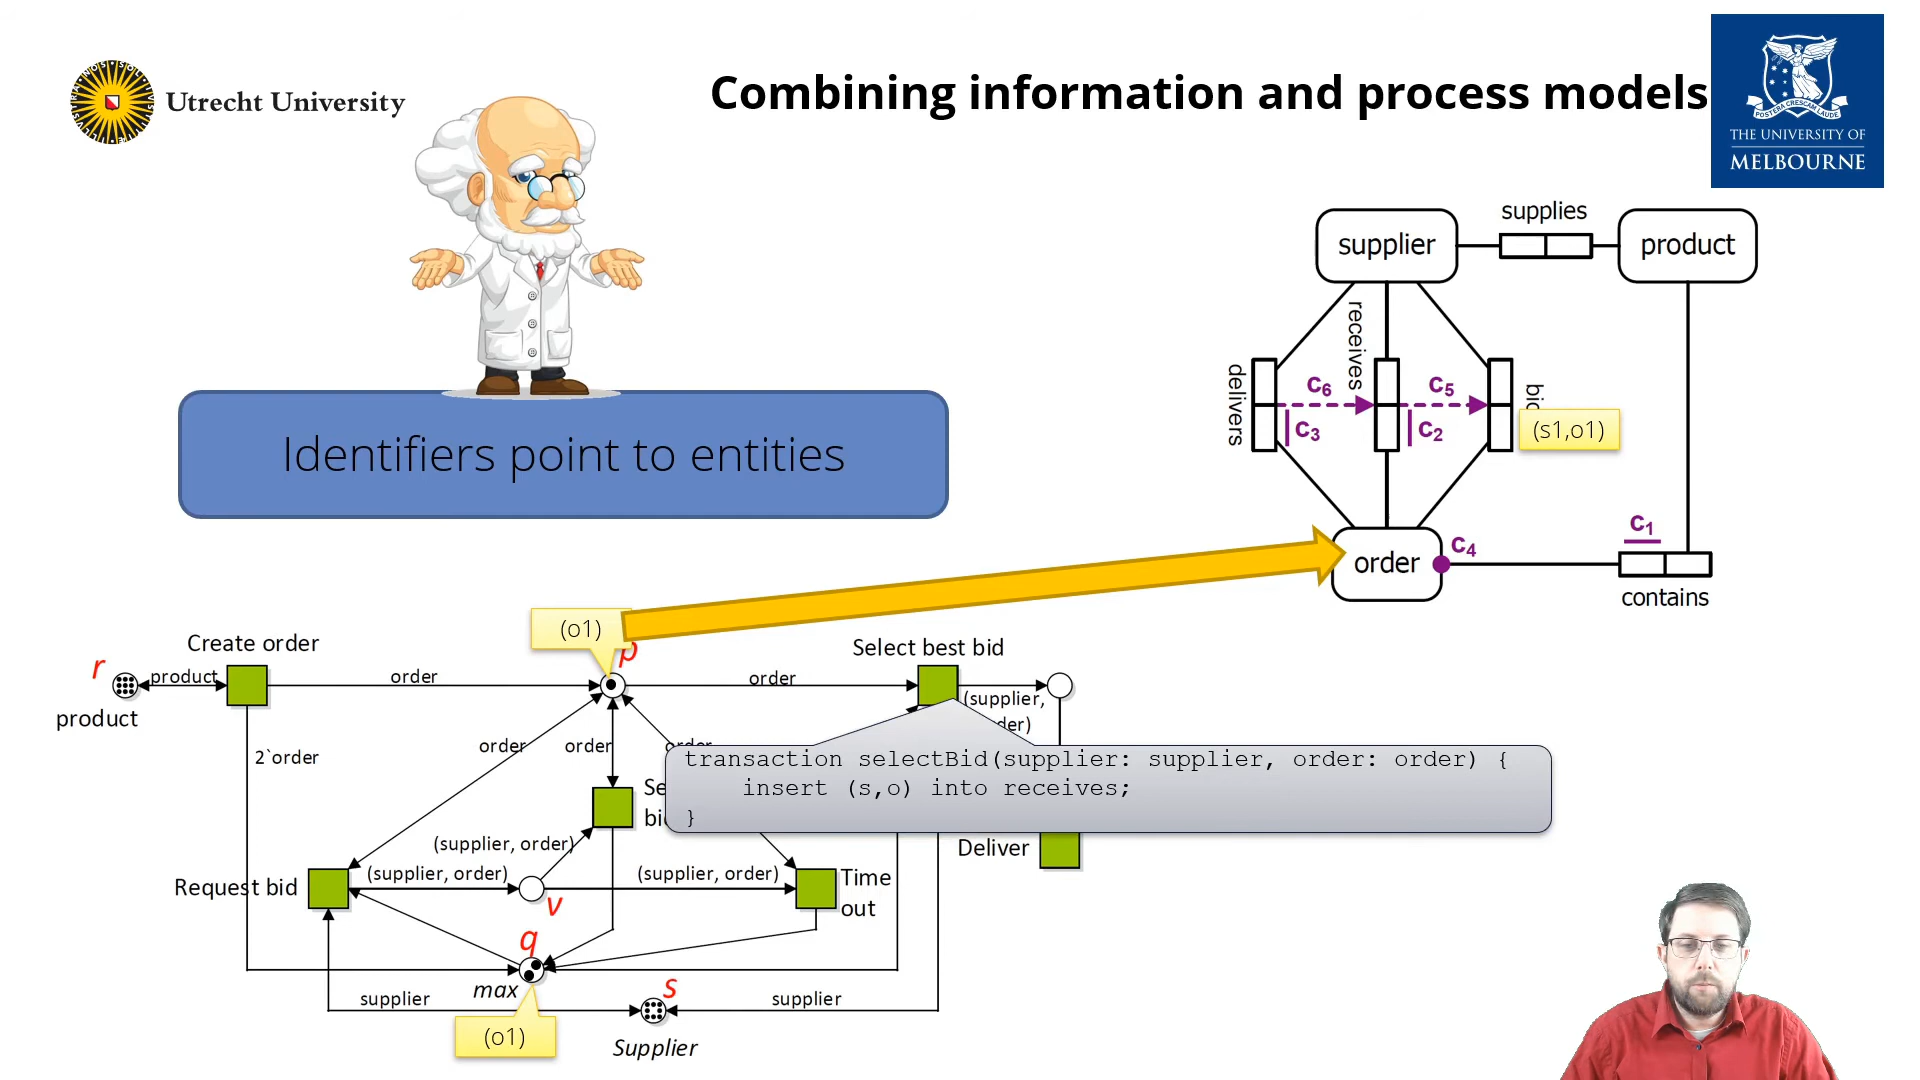 Utrecht University
Combining information and process models
THE UNIVERSITY OF
MELBOURNE
POSTERA CRESCAM LAUDE
Identifiers point to entities
supplies
supplier
product
receives
delivers
c6
c5
c3
c2
(s1,o1)
c1
order
c4
contains
(o1)
Create order
p
Select best bid
r
product
order
order
(supplier,
product
2`order
order
order
transaction selectBid(supplier: supplier, order: order) {
insert (s,o) into receives;
}
(supplier, order)
Deliver
Request bid
(supplier, order)
(supplier, order)
Time
out
v
q
max
s
supplier
supplier
(o1)
Supplier